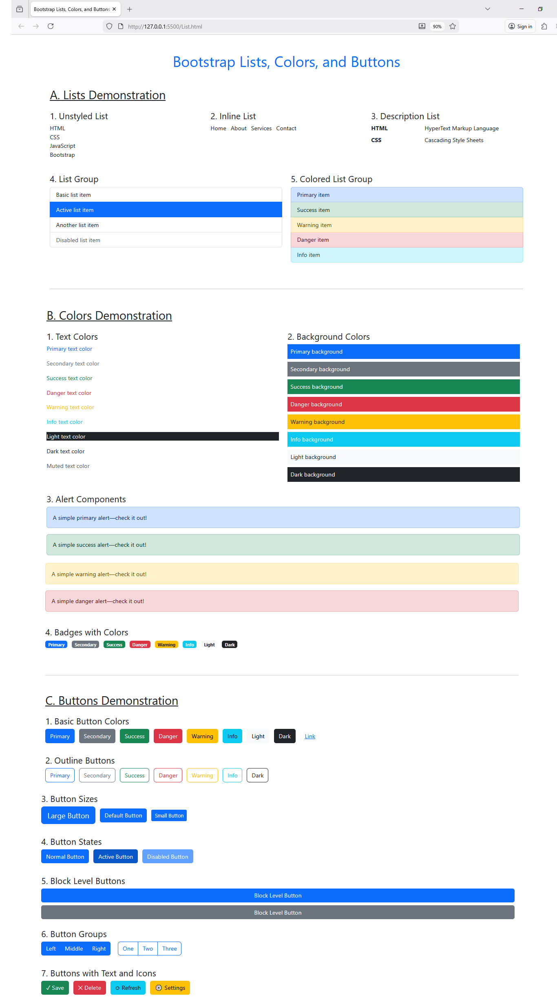 Bootstrap Lists, Colors, and Buttons
http://127.0.0.1:5500/List.html
90%
Sign in
Bootstrap Lists, Colors, and Buttons
A. Lists Demonstration
1. Unstyled List
HTML
CSS
JavaScript
Bootstrap
2. Inline List
Home About Services Contact
3. Description List
HTML HyperText Markup Language
CSS Cascading Style Sheets
4. List Group
Basic list item
Active list item
Another list item
Disabled list item
5. Colored List Group
Primary item
Success item
Warning item
Danger item
Info item
B. Colors Demonstration
1. Text Colors
Primary text color
Secondary text color
Success text color
Danger text color
Warning text color
Info text color
Light text color
Dark text color
Muted text color
2. Background Colors
Primary background
Secondary background
Success background
Danger background
Warning background
Info background
Light background
Dark background
3. Alert Components
A simple primary alert—check it out!
A simple success alert—check it out!
A simple warning alert—check it out!
A simple danger alert—check it out!
4. Badges with Colors
Primary Secondary Success Danger Warning Info Light Dark
C. Buttons Demonstration
1. Basic Button Colors
Primary Secondary Success Danger Warning Info Light Dark Link
2. Outline Buttons
Primary Secondary Success Danger Warning Info Dark
3. Button Sizes
Large Button Default Button Small Button
4. Button States
Normal Button Active Button Disabled Button
5. Block Level Buttons
Block Level Button
Block Level Button
6. Button Groups
Left Middle Right One Two Three
7. Buttons with Text and Icons
✓ Save ✕ Delete ⟳ Refresh ⚙ Settings